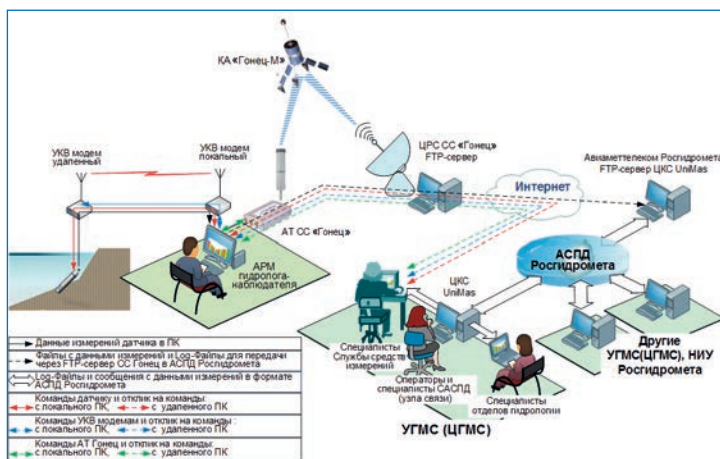 КА «Гонец-М»
УКВ модем
удаленный
УКВ модем
локальный
ЦРС СС «Гонец»
FTP-сервер
Авиаметтелеком Росгидромета
FTP-сервер ЦКС UniMas
Интернет
АТ СС «Гонец»
АРМ
гидролога-
наблюдателя
АСПД
Росгидромета
ЦКС
UniMas
Специалисты
Службы средств
измерений
Операторы и
специалисты САСПД
(узла связи)
Специалисты
отделов гидрологии
Другие
УГМС(ЦГМС), НИУ
Росгидромета
УГМС (ЦГМС)
Данные измерений датчика в ПК
Файлы с данными измерений и Log-Файлы для передачи
через FTP-сервер СС Гонец в АСПД Росгидромета
Log-Файлы и сообщения с данными измерений в формате
АСПД Росгидромета
Команды датчику и отклик на команды:
с локального ПК, с удаленного ПК
Команды УКВ модемам и отклик на команды :
с локального ПК, с удаленного ПК
Команды АТ Гонец и отклик на команды:
с локального ПК, с удаленного ПК